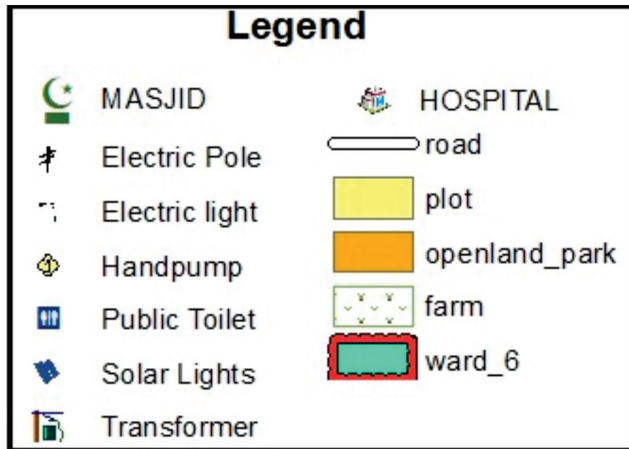 Legend
MASJID
Electric Pole
Electric light
Handpump
Public Toilet
Solar Lights
Transformer
HOSPITAL
road
plot
openland_park
farm
ward_6